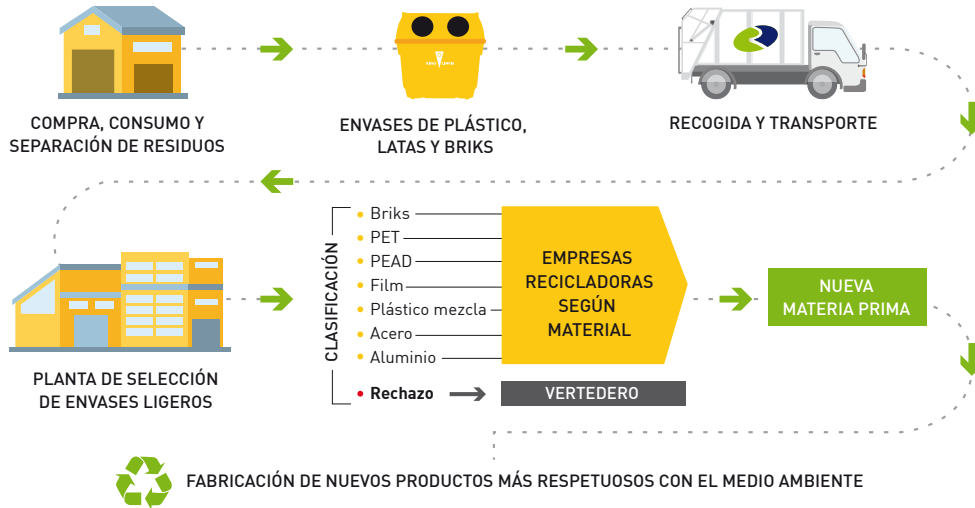 COMPRA, CONSUMO Y
SEPARACIÓN DE RESIDUOS
ENVASES DE PLÁSTICO,
LATAS Y BRIKS
RECOGIDA Y TRANSPORTE
PLANTA DE SELECCIÓN
DE ENVASES LIGEROS
CLASIFICACIÓN
Briks
PET
PEAD
Film
Plástico mezcla
Acero
Aluminio
Rechazo
EMPRESAS
RECICLADORAS
SEGÚN
MATERIAL
VERTEDERO
NUEVA
MATERIA PRIMA
FABRICACIÓN DE NUEVOS PRODUCTOS MÁS RESPETUOSOS CON EL MEDIO AMBIENTE